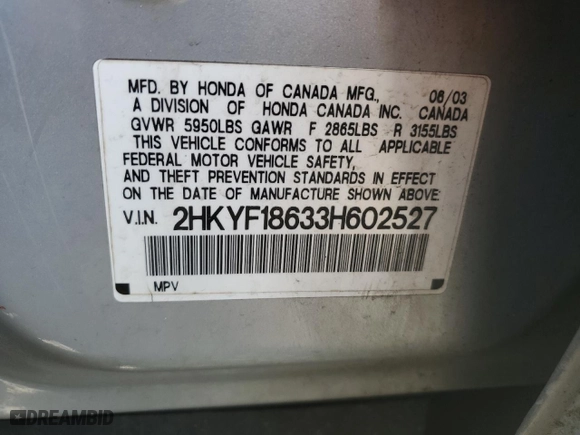 MFD. BY HONDA OF CANADA MFG., 06/03
A DIVISION OF HONDA CANADA INC. CANADA
GVWR 5950LBS GAWR F 2865LBS R 3155LBS
THIS VEHICLE CONFORMS TO ALL APPLICABLE
FEDERAL MOTOR VEHICLE SAFETY,
AND THEFT PREVENTION STANDARDS IN EFFECT
ON THE DATE OF MANUFACTURE SHOWN ABOVE
V.I.N. 2HKYF18633H602527
MPV
DREAMBID